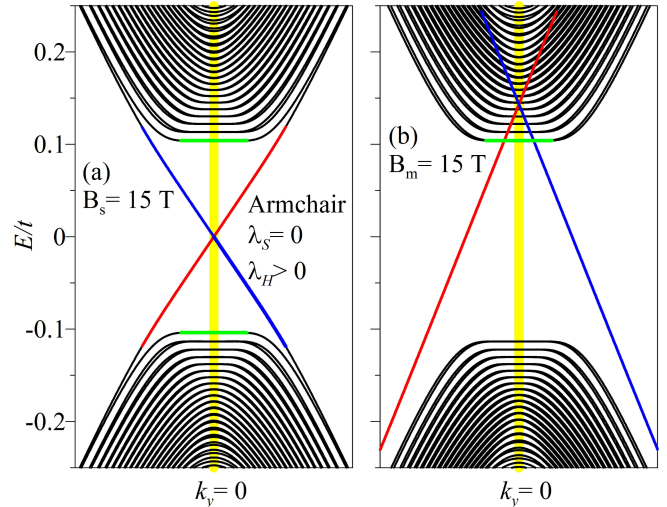 0.2
0.1
0
-0.1
-0.2
E/t
(a)
B_s= 15 T
Armchair
λ_S= 0
λ_H> 0
k_y= 0
(b)
B_m= 15 T
k_y= 0